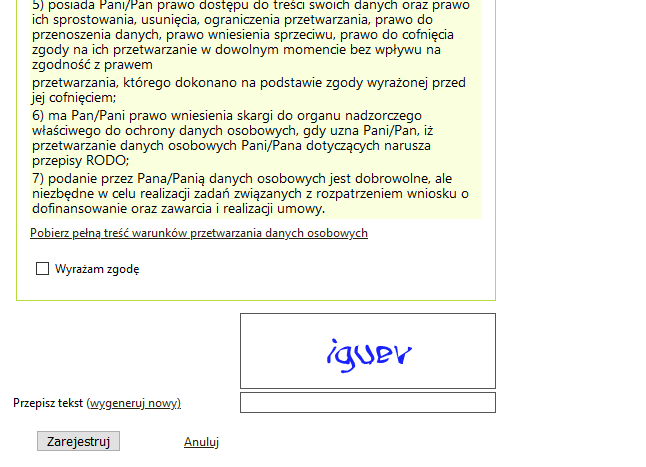 5) posiada Pani/Pan prawo dostępu do treści swoich danych oraz prawo
ich sprostowania, usunięcia, ograniczenia przetwarzania, prawo do
przenoszenia danych, prawo wniesienia sprzeciwu, prawo do cofnięcia
zgody na ich przetwarzanie w dowolnym momencie bez wpływu na
zgodność z prawem
przetwarzania, którego dokonano na podstawie zgody wyrażonej przed
jej cofnięciem;
6) ma Pan/Pani prawo wniesienia skargi do organu nadzorczego
właściwego do ochrony danych osobowych, gdy uzna Pani/Pan, iż
przetwarzanie danych osobowych Pani/Pana dotyczących narusza
przepisy RODO;
7) podanie przez Pana/Panią danych osobowych jest dobrowolne, ale
niezbędne w celu realizacji zadań związanych z rozpatrzeniem wniosku o
dofinansowanie oraz zawarcia i realizacji umowy.
Pobierz pełną treść warunków przetwarzania danych osobowych
Wyrażam zgodę
iguev
Przepisz tekst (wygeneruj nowy)
Zarejestruj Anuluj